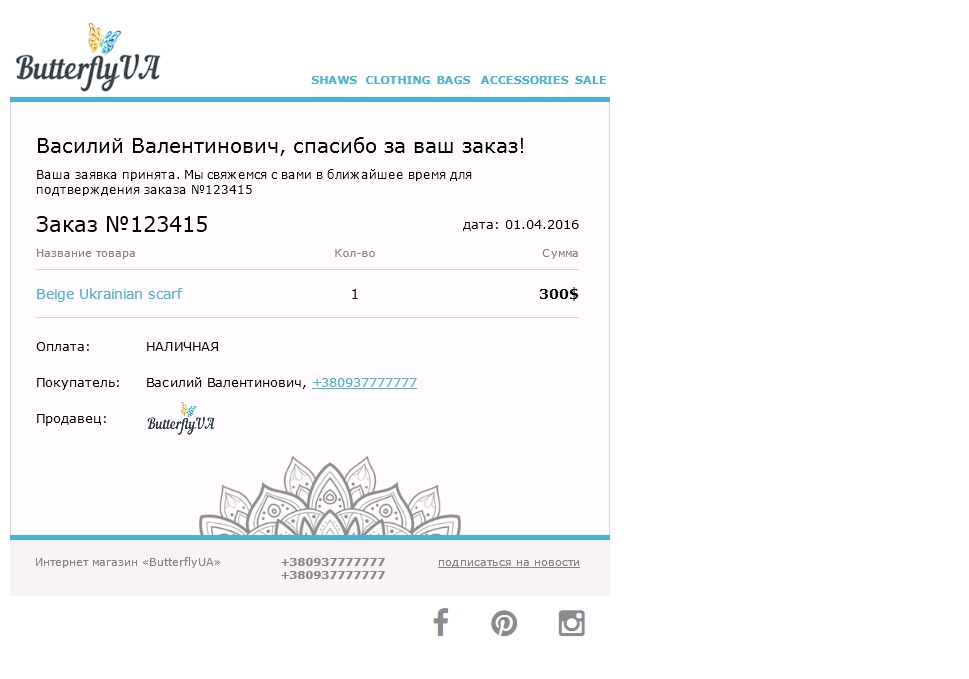 ButterflyUA
SHAWS CLOTHING BAGS ACCESSORIES SALE
Василий Валентинович, спасибо за ваш заказ!
Ваша заявка принята. Мы свяжемся с вами в ближайшее время для
подтверждения заказа №123415
Заказ №123415 дата: 01.04.2016
Название товара Кол-во Сумма
Beige Ukrainian scarf 1 300$
Оплата: НАЛИЧНАЯ
Покупатель: Василий Валентинович, +380937777777
Продавец: ButterflyUA
Интернет магазин «ButterflyUA» +380937777777 подписаться на новости
+380937777777